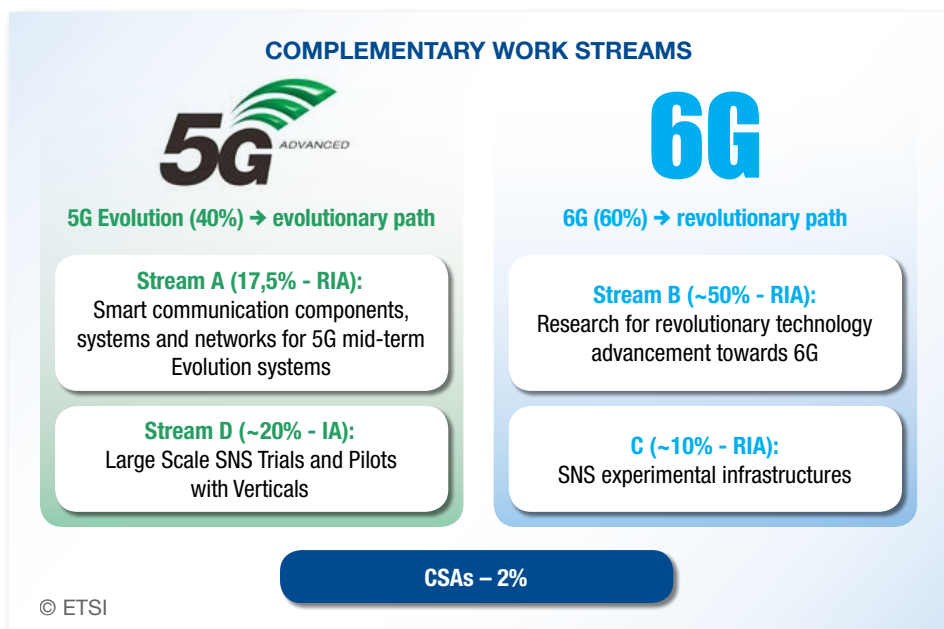 COMPLEMENTARY WORK STREAMS
5G ADVANCED
5G Evolution (40%) → evolutionary path
Stream A (17,5% - RIA):
Smart communication components,
systems and networks for 5G mid-term
Evolution systems
Stream D (~20% - IA):
Large Scale SNS Trials and Pilots
with Verticals
6G
6G (60%) → revolutionary path
Stream B (~50% - RIA):
Research for revolutionary technology
advancement towards 6G
C (~10% - RIA):
SNS experimental infrastructures
CSAs – 2%
© ETSI